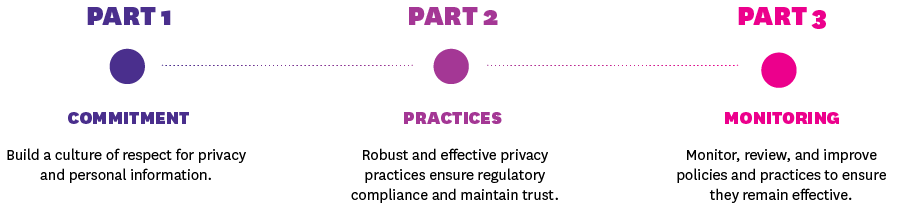 PART 1
PART 2
PART 3
COMMITMENT
PRACTICES
MONITORING
Build a culture of respect for privacy
and personal information.
Robust and effective privacy
practices ensure regulatory
compliance and maintain trust.
Monitor, review, and improve
policies and practices to ensure
they remain effective.